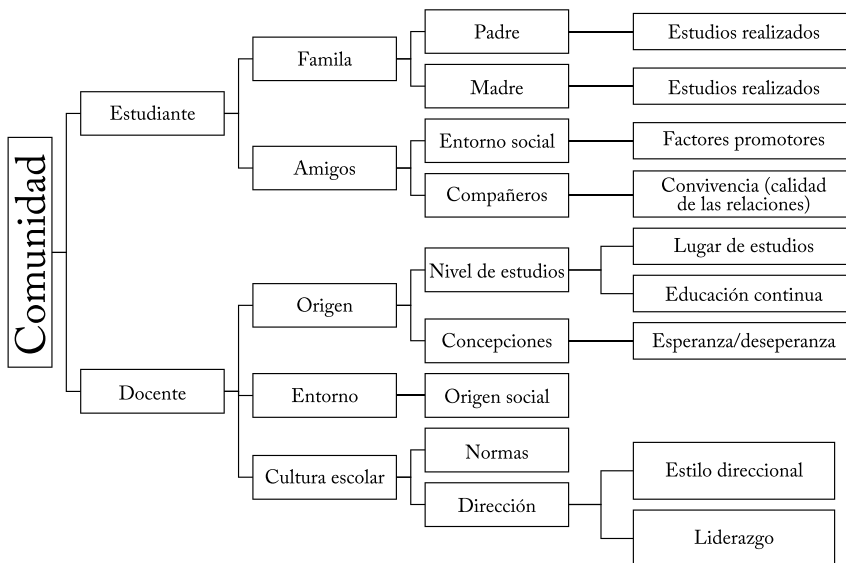 Comunidad
Estudiante
Famila
Padre
Estudios realizados
Madre
Estudios realizados
Amigos
Entorno social
Factores promotores
Compañeros
Convivencia (calidad
de las relaciones)
Docente
Origen
Nivel de estudios
Lugar de estudios
Educación continua
Concepciones
Esperanza/deseperanza
Entorno
Origen social
Cultura escolar
Normas
Dirección
Estilo direccional
Liderazgo